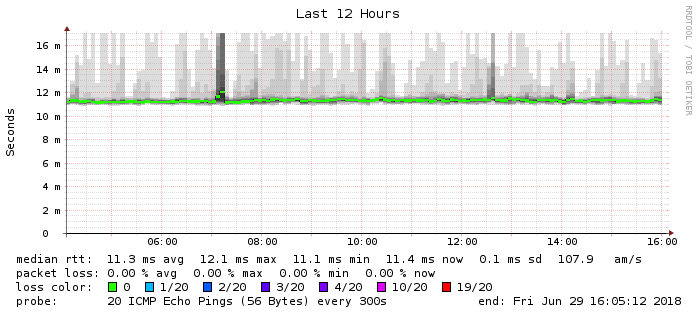 Last 12 Hours
RRDTOOL / TOBI OETIKER
Seconds
16 m
14 m
12 m
10 m
8 m
6 m
4 m
2 m
0
06:00 08:00 10:00 12:00 14:00 16:00
median rtt: 11.3 ms avg 12.1 ms max 11.1 ms min 11.4 ms now 0.1 ms sd 107.9 am/s
packet loss: 0.00 % avg 0.00 % max 0.00 % min 0.00 % now
loss color: 0 1/20 2/20 3/20 4/20 10/20 19/20
probe: 20 ICMP Echo Pings (56 Bytes) every 300s end: Fri Jun 29 16:05:12 2018